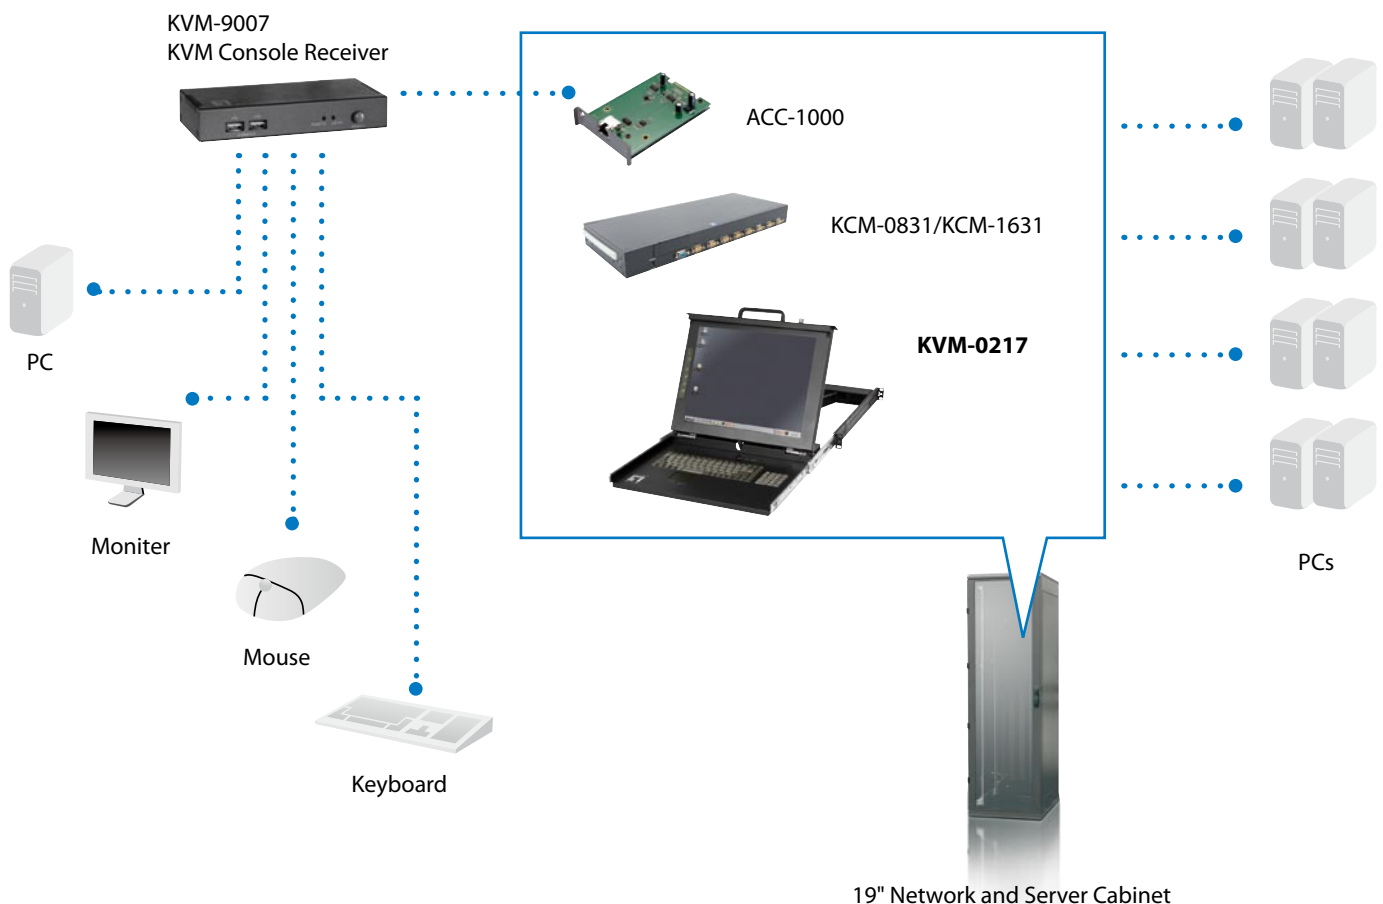 KVM-9007
KVM Console Receiver
ACC-1000
KCM-0831/KCM-1631
KVM-0217
PC
Moniter
Mouse
Keyboard
PCs
19" Network and Server Cabinet